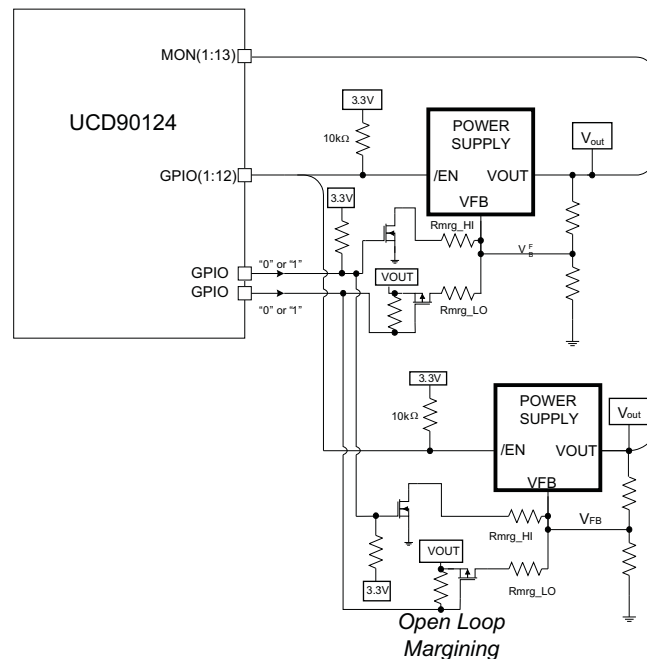 MON(1:13)
UCD90124
3.3V
10kΩ
POWER
SUPPLY
Vout
GPIO(1:12)
/EN
VOUT
3.3V
VFB
Rmrg_HI
VFB
GPIO
"0" or "1"
VOUT
GPIO
"0" or "1"
Rmrg_LO
3.3V
10kΩ
POWER
SUPPLY
Vout
/EN
VOUT
VFB
Rmrg_HI
VFB
VOUT
3.3V
Rmrg_LO
Open Loop
Margining